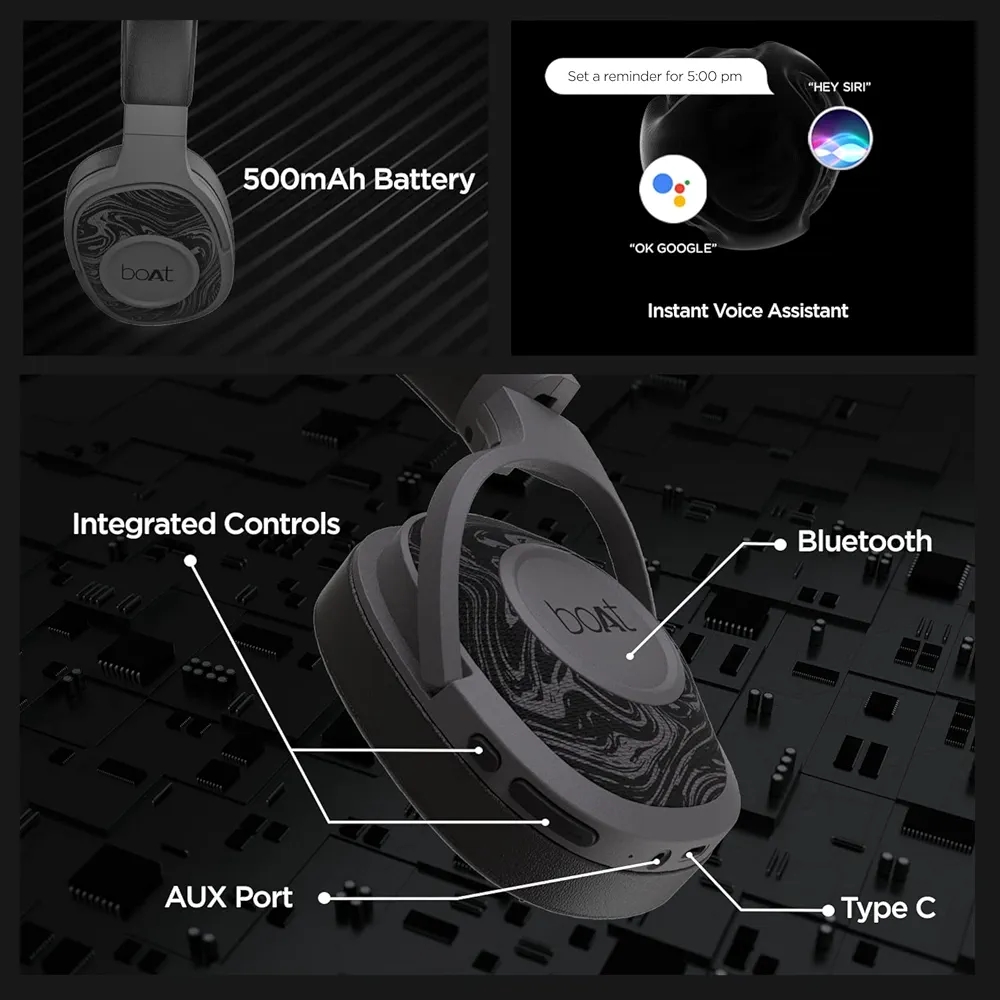 500mAh Battery
boAt
Set a reminder for 5:00 pm
“HEY SIRI”
“OK GOOGLE”
Instant Voice Assistant
Integrated Controls
Bluetooth
boAt
AUX Port
Type C